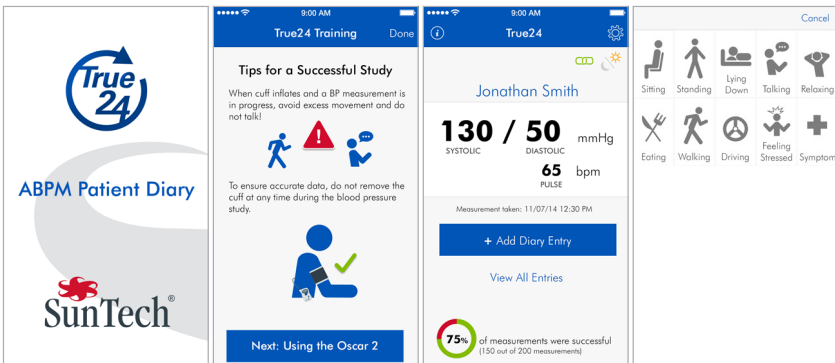 True
24
ABPM Patient Diary
SunTech®
9:00 AM
True24 Training
Done
Tips for a Successful Study
When cuff inflates and a BP measurement is
in progress, avoid excess movement and do
not talk!
To ensure accurate data, do not remove the
cuff at any time during the blood pressure
study.
Next: Using the Oscar 2
9:00 AM
True24
Jonathan Smith
130 / 50 mmHg
SYSTOLIC DIASTOLIC
65 bpm
PULSE
Measurement taken: 11/07/14 12:30 PM
+ Add Diary Entry
View All Entries
75% of measurements were successful
(150 out of 200 measurements)
Cancel
Sitting
Standing
Lying
Down
Talking
Relaxing
Eating
Walking
Driving
Feeling
Stressed
Symptom